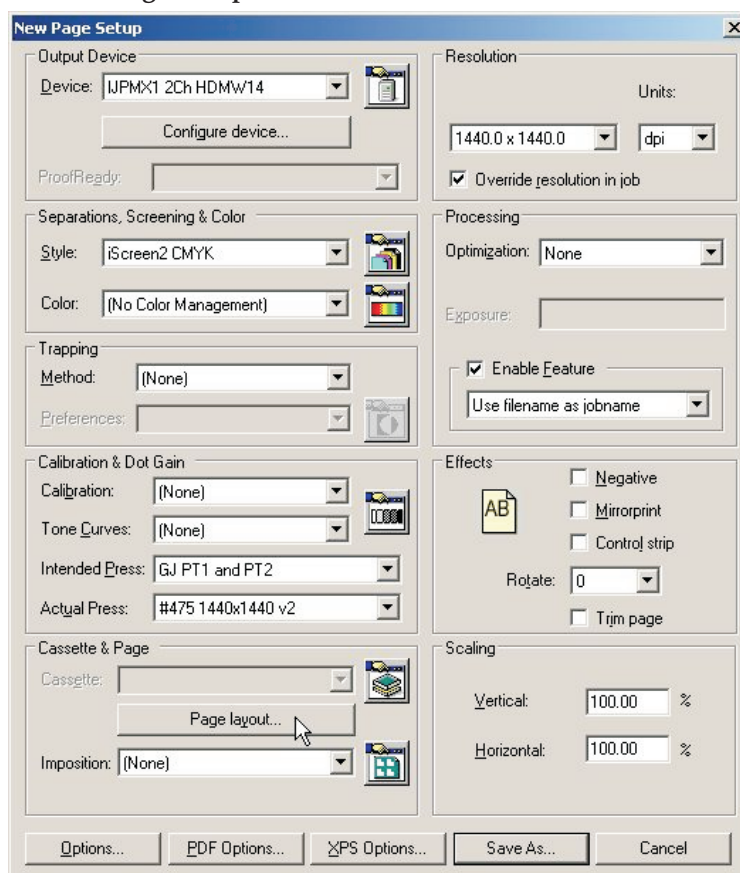 New Page Setup
Output Device
Device: IJPMX1 2Ch HDMW14
Configure device...
ProofReady:
Separations, Screening & Color
Style: iScreen2 CMYK
Color: (No Color Management)
Trapping
Method: (None)
Preferences:
Calibration & Dot Gain
Calibration: (None)
Tone Curves: (None)
Intended Press: GJ PT1 and PT2
Actual Press: #475 1440x1440 v2
Cassette & Page
Cassette:
Page layout...
Imposition: (None)
Resolution
Units:
1440.0 x 1440.0 dpi
Override resolution in job
Processing
Optimization: None
Exposure:
Enable Feature
Use filename as jobname
Effects
AB
Negative
Mirrorprint
Control strip
Rotate: 0
Trim page
Scaling
Vertical: 100.00 %
Horizontal: 100.00 %
Options... PDF Options... XPS Options... Save As... Cancel